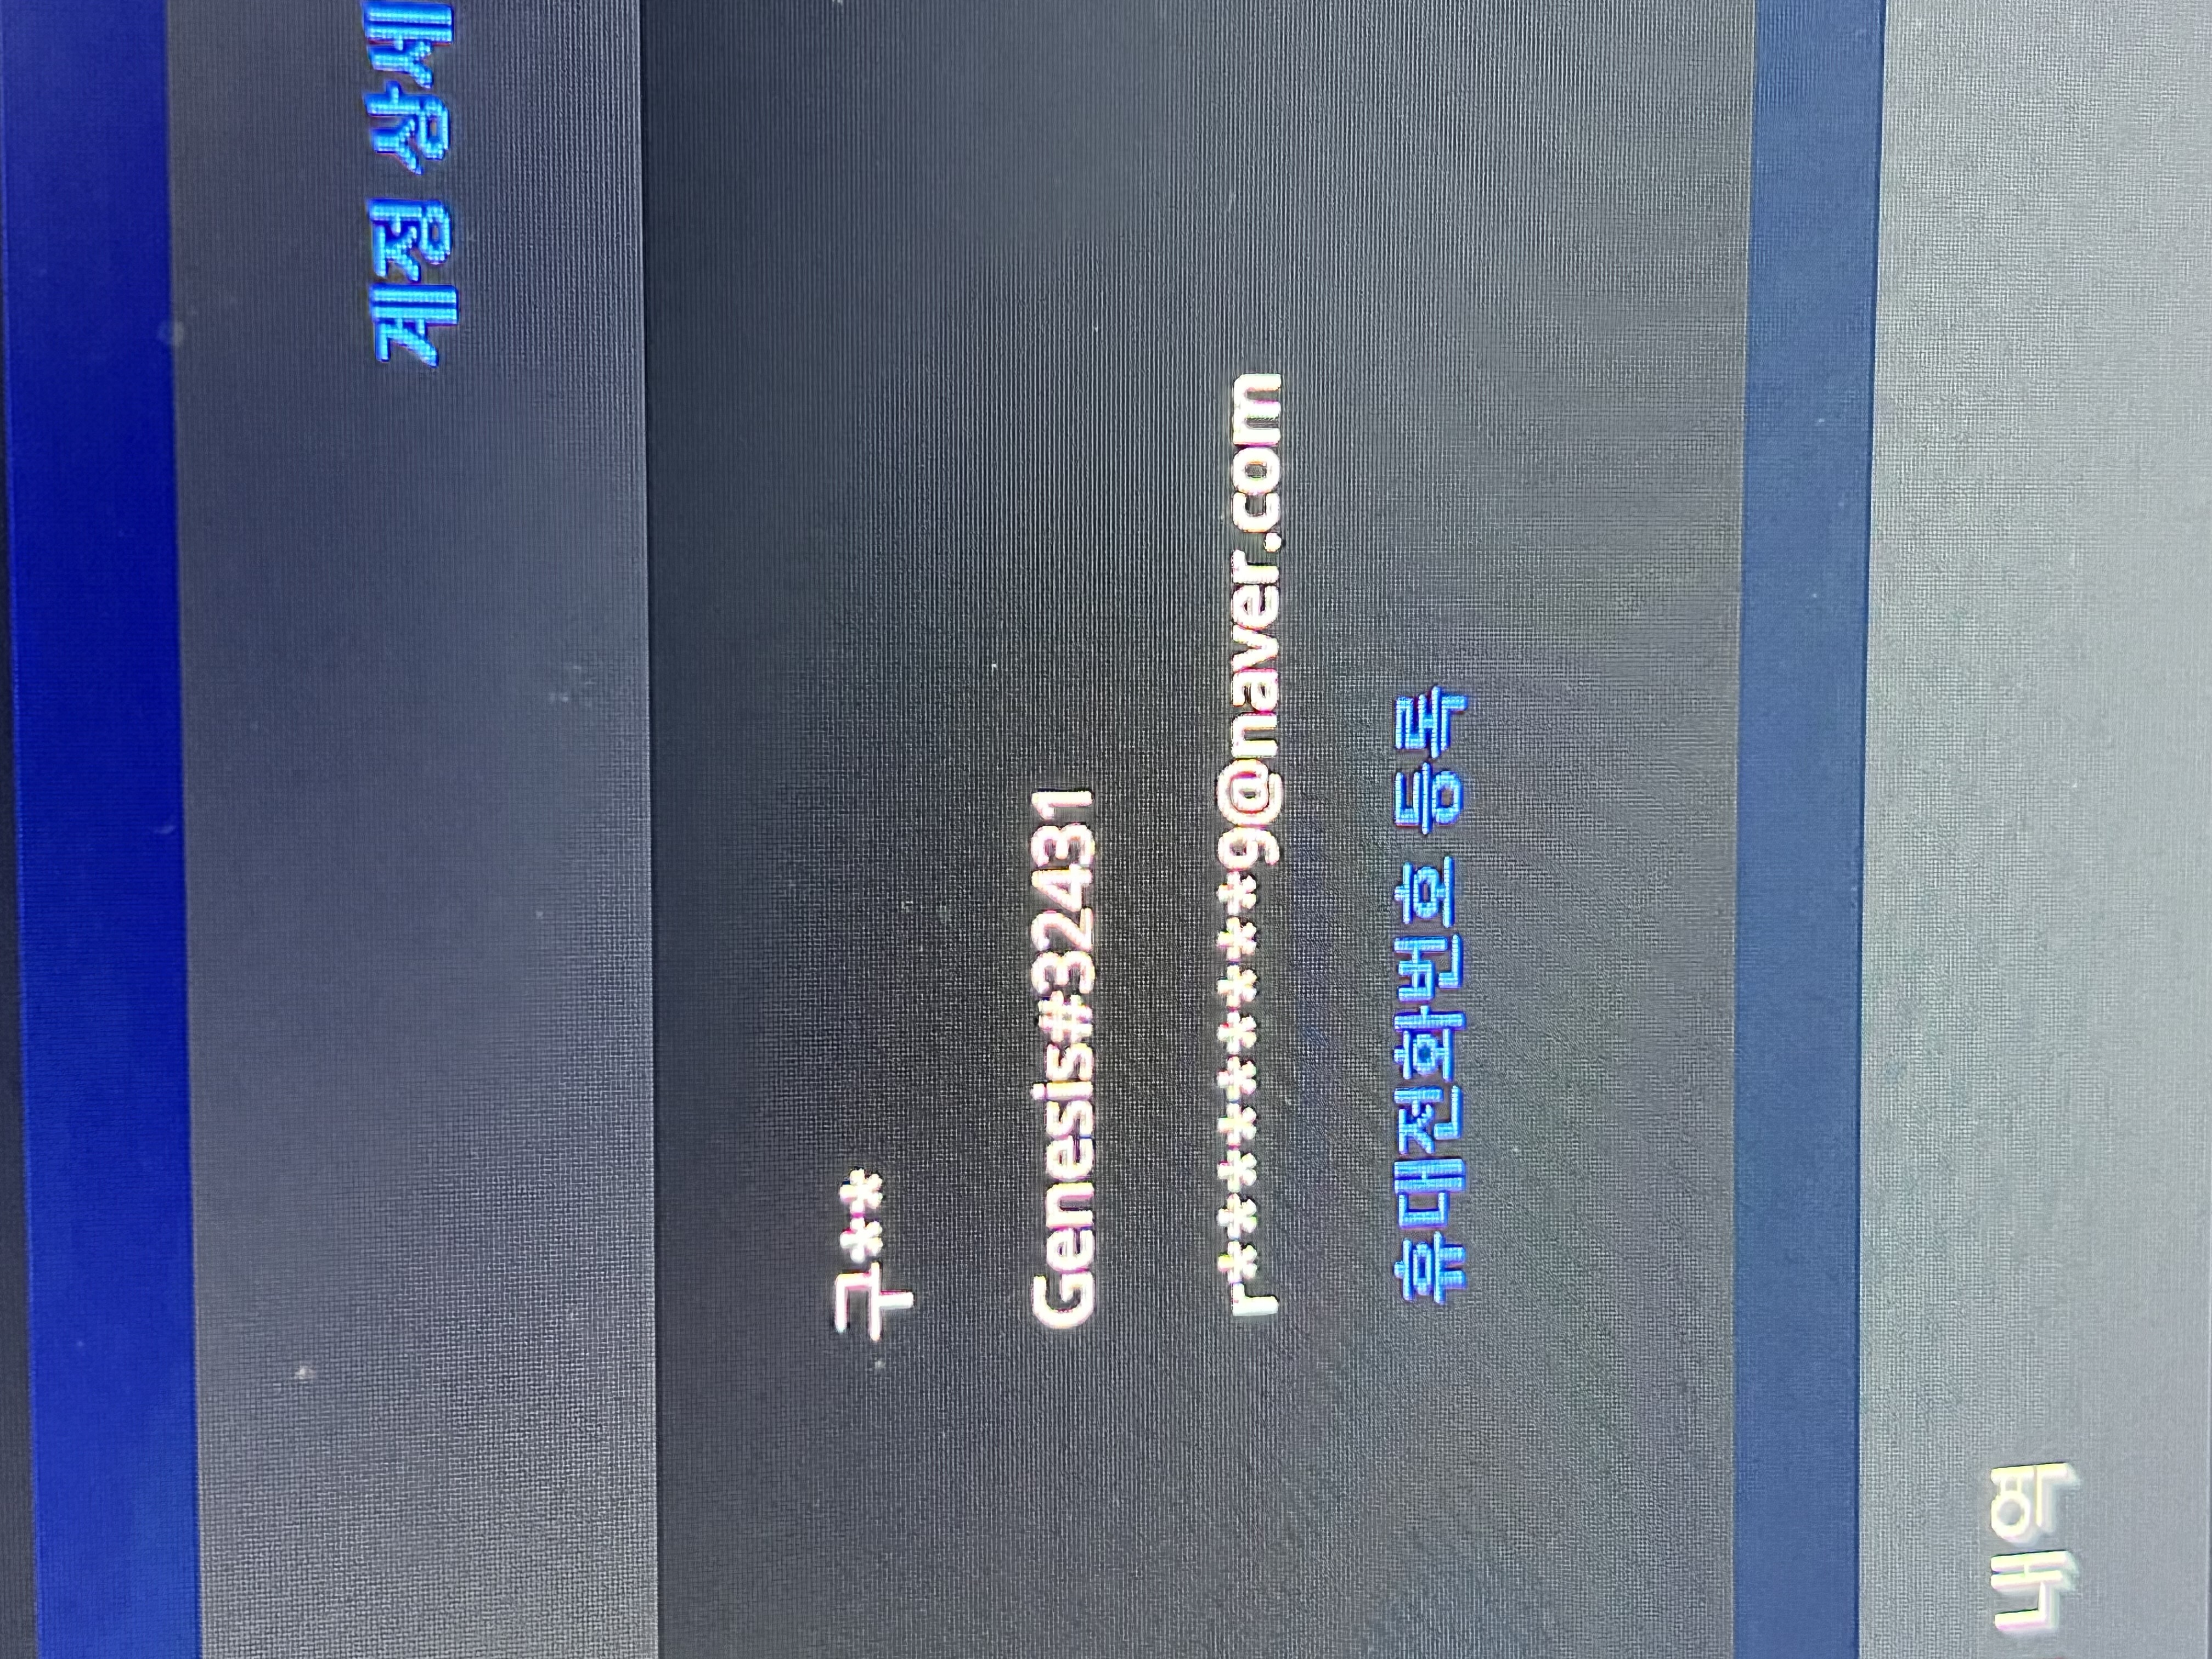 계정 상세
구**
Genesis#32431
r*********9@naver.com
휴대전화번호 등록
내역